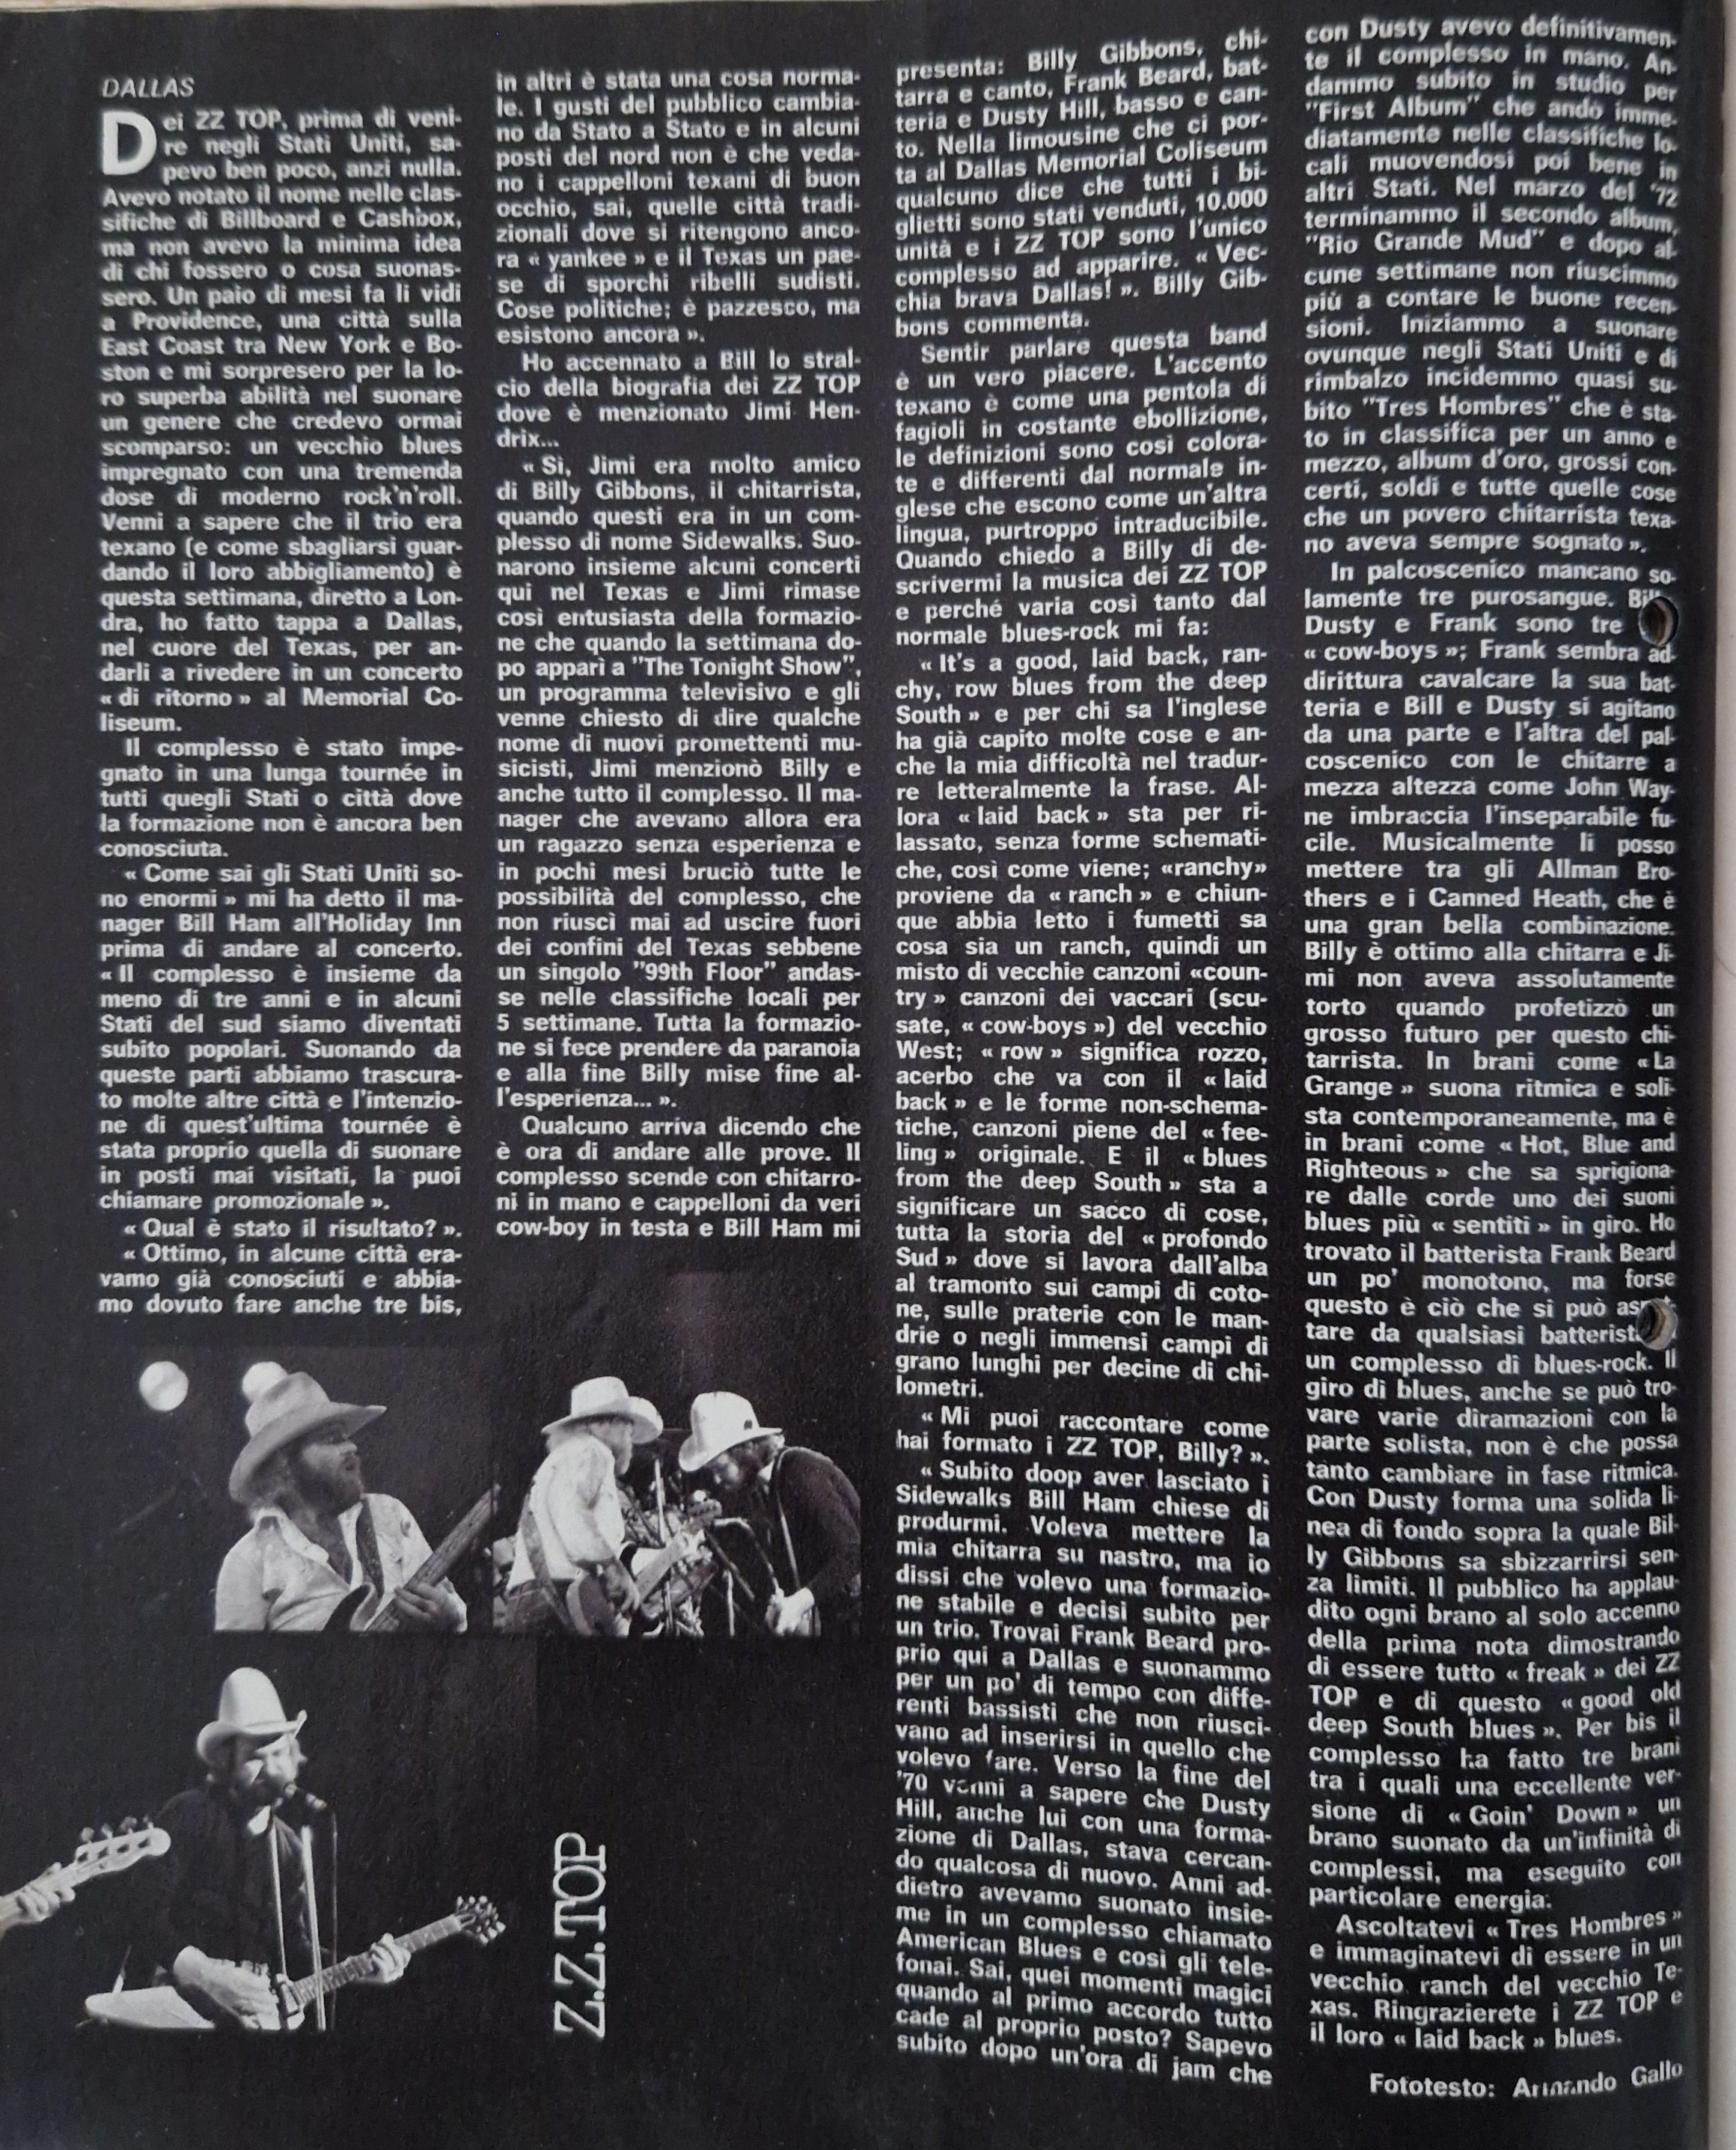 DALLAS
Dei ZZ TOP, prima di veni-
re negli Stati Uniti, sa-
pevo ben poco, anzi nulla.
Avevo notato il nome nelle clas-
sifiche di Billboard e Cashbox,
ma non avevo la minima idea
di chi fossero o cosa suonas-
sero. Un paio di mesi fa li vidi
a Providence, una città sulla
East Coast tra New York e Bo-
ston e mi sorpresero per la lo-
ro superba abilità nel suonare
un genere che credevo ormai
scomparso: un vecchio blues
impregnato con una tremenda
dose di moderno rock'n'roll.
Venni a sapere che il trio era
texano (e come sbagliarsi guar-
dando il loro abbigliamento) è
questa settimana, diretto a Lon-
dra, ho fatto tappa a Dallas,
nel cuore del Texas, per an-
darli a rivedere in un concerto
« di ritorno » al Memorial Co-
liseum.
Il complesso è stato impe-
gnato in una lunga tournée in
tutti quegli Stati o città dove
la formazione non è ancora ben
conosciuta.
« Come sai gli Stati Uniti so-
no enormi » mi ha detto il ma-
nager Bill Ham all'Holiday Inn
prima di andare al concerto.
« Il complesso è insieme da
meno di tre anni e in alcuni
Stati del sud siamo diventati
subito popolari. Suonando da
queste parti abbiamo trascura-
to molte altre città e l'intenzio-
ne di quest'ultima tournée è
stata proprio quella di suonare
in posti mai visitati, la puoi
chiamare promozionale ».
« Qual è stato il risultato? ».
« Ottimo, in alcune città era-
vamo già conosciuti e abbia-
mo dovuto fare anche tre bis,
in altri è stata una cosa norma-
le. I gusti del pubblico cambia-
no da Stato a Stato e in alcuni
posti del nord non è che veda-
no i cappelloni texani di buon
occhio, sai, quelle città tradi-
zionali dove si ritengono anco-
ra « yankee » e il Texas un pae-
se di sporchi ribelli sudisti.
Cose politiche; è pazzesco, ma
esistono ancora ».
Ho accennato a Bill lo stral-
cio della biografia dei ZZ TOP
dove è menzionato Jimi Hen-
drix...
« Sì, Jimi era molto amico
di Billy Gibbons, il chitarrista,
quando questi era in un com-
plesso di nome Sidewalks. Suo-
narono insieme alcuni concerti
qui nel Texas e Jimi rimase
così entusiasta della formazio-
ne che quando la settimana do-
po apparì a "The Tonight Show",
un programma televisivo e gli
venne chiesto di dire qualche
nome di nuovi promettenti mu-
sicisti, Jimi menzionò Billy e
anche tutto il complesso. Il ma-
nager che avevano allora era
un ragazzo senza esperienza e
in pochi mesi bruciò tutte le
possibilità del complesso, che
non riuscì mai ad uscire fuori
dei confini del Texas sebbene
un singolo "99th Floor" andas-
se nelle classifiche locali per
5 settimane. Tutta la formazio-
ne si fece prendere da paranoia
e alla fine Billy mise fine al-
l'esperienza... ».
Qualcuno arriva dicendo che
è ora di andare alle prove. Il
complesso scende con chitarro-
ni in mano e cappelloni da veri
cow-boy in testa e Bill Ham mi
presenta: Billy Gibbons, chi-
tarra e canto, Frank Beard, bat-
teria e Dusty Hill, basso e can-
to. Nella limousine che ci por-
ta al Dallas Memorial Coliseum
qualcuno dice che tutti i bi-
glietti sono stati venduti, 10.000
unità e i ZZ TOP sono l'unico
complesso ad apparire. « Vec-
chia brava Dallas! ». Billy Gib-
bons commenta.
Sentir parlare questa band
è un vero piacere. L'accento
texano è come una pentola di
fagioli in costante ebollizione,
le definizioni sono così colora-
te e differenti dal normale in-
glese che escono come un'altra
lingua, purtroppo intraducibile.
Quando chiedo a Billy di de-
scrivermi la musica dei ZZ TOP
e perché varia così tanto dal
normale blues-rock mi fa:
« It's a good, laid back, ran-
chy, row blues from the deep
South » e per chi sa l'inglese
ha già capito molte cose e an-
che la mia difficoltà nel tradur-
re letteralmente la frase. Al-
lora « laid back » sta per ri-
lassato, senza forme schemati-
che, così come viene; «ranchy»
proviene da « ranch » e chiun-
que abbia letto i fumetti sa
cosa sia un ranch, quindi un
misto di vecchie canzoni «coun-
try » canzoni dei vaccari (scu-
sate, « cow-boys ») del vecchio
West; « row » significa rozzo,
acerbo che va con il « laid
back » e le forme non-schema-
tiche, canzoni piene del « fee-
ling » originale. E il « blues
from the deep South » sta a
significare un sacco di cose,
tutta la storia del « profondo
Sud » dove si lavora dall'alba
al tramonto sui campi di coto-
ne, sulle praterie con le man-
drie o negli immensi campi di
grano lunghi per decine di chi-
lometri.
« Mi puoi raccontare come
hai formato i ZZ TOP, Billy? ».
« Subito doop aver lasciato i
Sidewalks Bill Ham chiese di
produrmi. Voleva mettere la
mia chitarra su nastro, ma io
dissi che volevo una formazio-
ne stabile e decisi subito per
un trio. Trovai Frank Beard pro-
prio qui a Dallas e suonammo
per un po' di tempo con diffe-
renti bassisti che non riusci-
vano ad inserirsi in quello che
volevo fare. Verso la fine del
'70 venni a sapere che Dusty
Hill, anche lui con una forma-
zione di Dallas, stava cercan-
do qualcosa di nuovo. Anni ad-
dietro avevamo suonato insie-
me in un complesso chiamato
American Blues e così gli tele-
fonai. Sai, quei momenti magici
quando al primo accordo tutto
cade al proprio posto? Sapevo
subito dopo un'ora di jam che
con Dusty avevo definitivamen-
te il complesso in mano. An-
dammo subito in studio per
"First Album" che andò imme-
diatamente nelle classifiche lo-
cali muovendosi poi bene in
altri Stati. Nel marzo del '72
terminammo il secondo album,
"Rio Grande Mud" e dopo al-
cune settimane non riuscimmo
più a contare le buone recen-
sioni. Iniziammo a suonare
ovunque negli Stati Uniti e di
rimbalzo incidemmo quasi su-
bito "Tres Hombres" che è sta-
to in classifica per un anno e
mezzo, album d'oro, grossi con-
certi, soldi e tutte quelle cose
che un povero chitarrista texa-
no aveva sempre sognato ».
In palcoscenico mancano so-
lamente tre purosangue.
Dusty e Frank sono tre
« cow-boys »; Frank sembra ad-
dirittura cavalcare la sua bat-
teria e Bill e Dusty si agitano
da una parte e l'altra del pal-
coscenico con le chitarre a
mezza altezza come John Way-
ne imbraccia l'inseparabile fu-
cile. Musicalmente li posso
mettere tra gli Allman Bro-
thers e i Canned Heath, che è
una gran bella combinazione.
Billy è ottimo alla chitarra e Ji-
mi non aveva assolutamente
torto quando profetizzò un
grosso futuro per questo chi-
tarrista. In brani come « La
Grange » suona ritmica e soli-
sta contemporaneamente, ma è
in brani come « Hot, Blue and
Righteous » che sa sprigiona-
re dalle corde uno dei suoni
blues più « sentiti » in giro. Ho
trovato il batterista Frank Beard
un po' monotono, ma forse
questo è ciò che si può
tare da qualsiasi
un complesso di blues-rock. Il
giro di blues, anche se può tro-
vare varie diramazioni con la
parte solista, non è che possa
tanto cambiare in fase ritmica.
Con Dusty forma una solida li-
nea di fondo sopra la quale Bil-
ly Gibbons sa sbizzarrirsi sen-
za limiti. Il pubblico ha applau-
dito ogni brano al solo accenno
della prima nota dimostrando
di essere tutto « freak » dei ZZ
TOP e di questo « good old
deep South blues ». Per bis il
complesso ha fatto tre brani
tra i quali una eccellente ver-
sione di « Goin' Down » un
brano suonato da un'infinità di
complessi, ma eseguito con
particolare energia.
Ascoltatevi « Tres Hombres »
e immaginatevi di essere in un
vecchio ranch del vecchio Te-
xas. Ringrazierete i ZZ TOP e
il loro « laid back » blues.
Fototesto: Armando Gallo
Z.Z.TOP